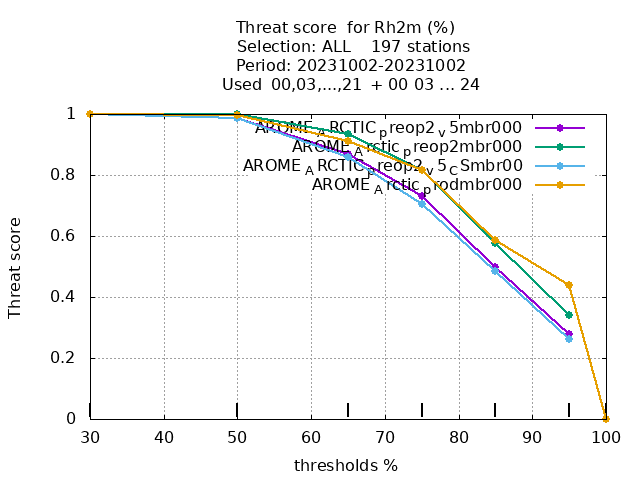 Threat score  for Rh2m (%)
Selection: ALL    197 stations
Period: 20231002-20231002
Used  00,03,...,21  + 00 03 ... 24
AROME_ARCTIC_preop2_v5mbr000
AROME_Arctic_preop2mbr000
AROME_ARCTIC_preop2_v5_CSmbr00
AROME_Arctic_prodmbr000
1
0.8
0.6
0.4
0.2
0
Threat score
30 40 50 60 70 80 90 100
thresholds %